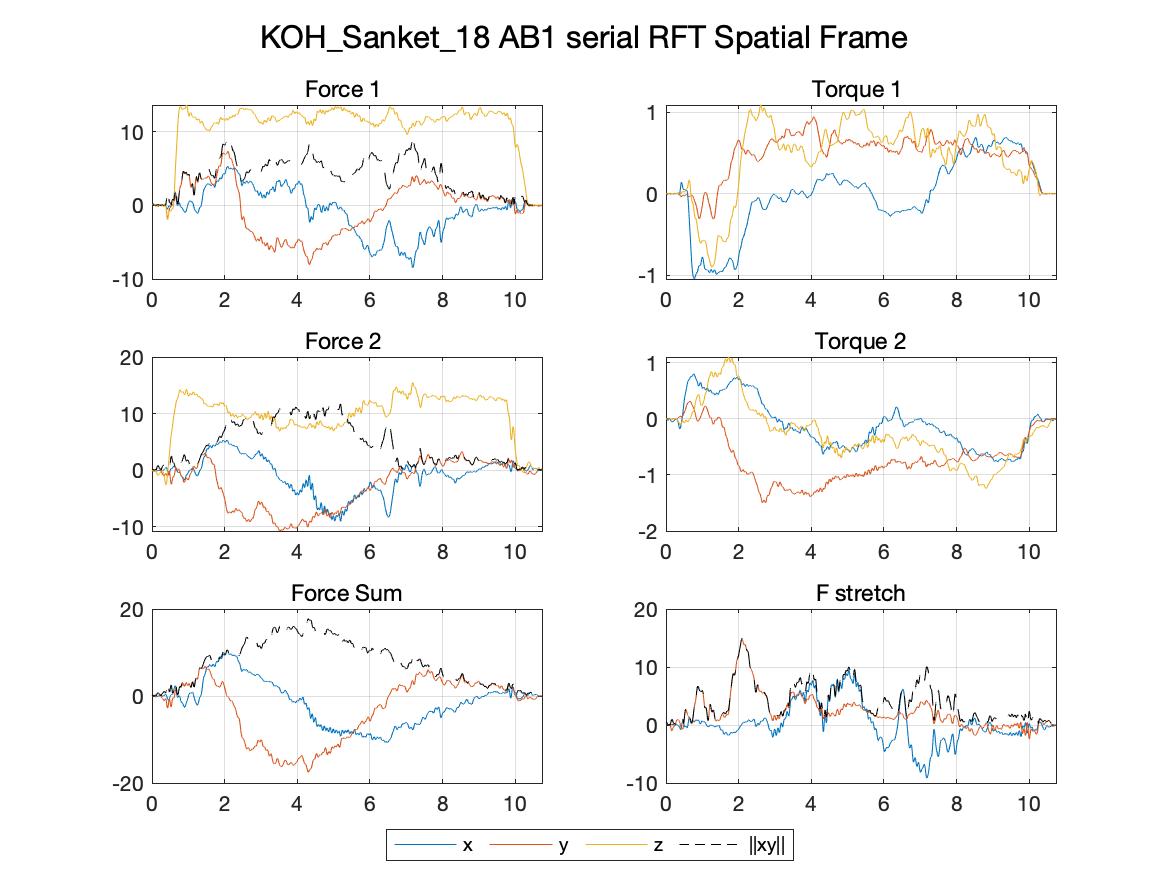 KOH_Sanket_18 AB1 serial RFT Spatial Frame
Force 1
10
0
-10
0 2 4 6 8 10
Torque 1
1
0
-1
0 2 4 6 8 10
Force 2
20
10
0
-10
0 2 4 6 8 10
Torque 2
1
0
-1
-2
0 2 4 6 8 10
Force Sum
20
0
-20
0 2 4 6 8 10
F stretch
20
10
0
-10
0 2 4 6 8 10
x y z ||xy||